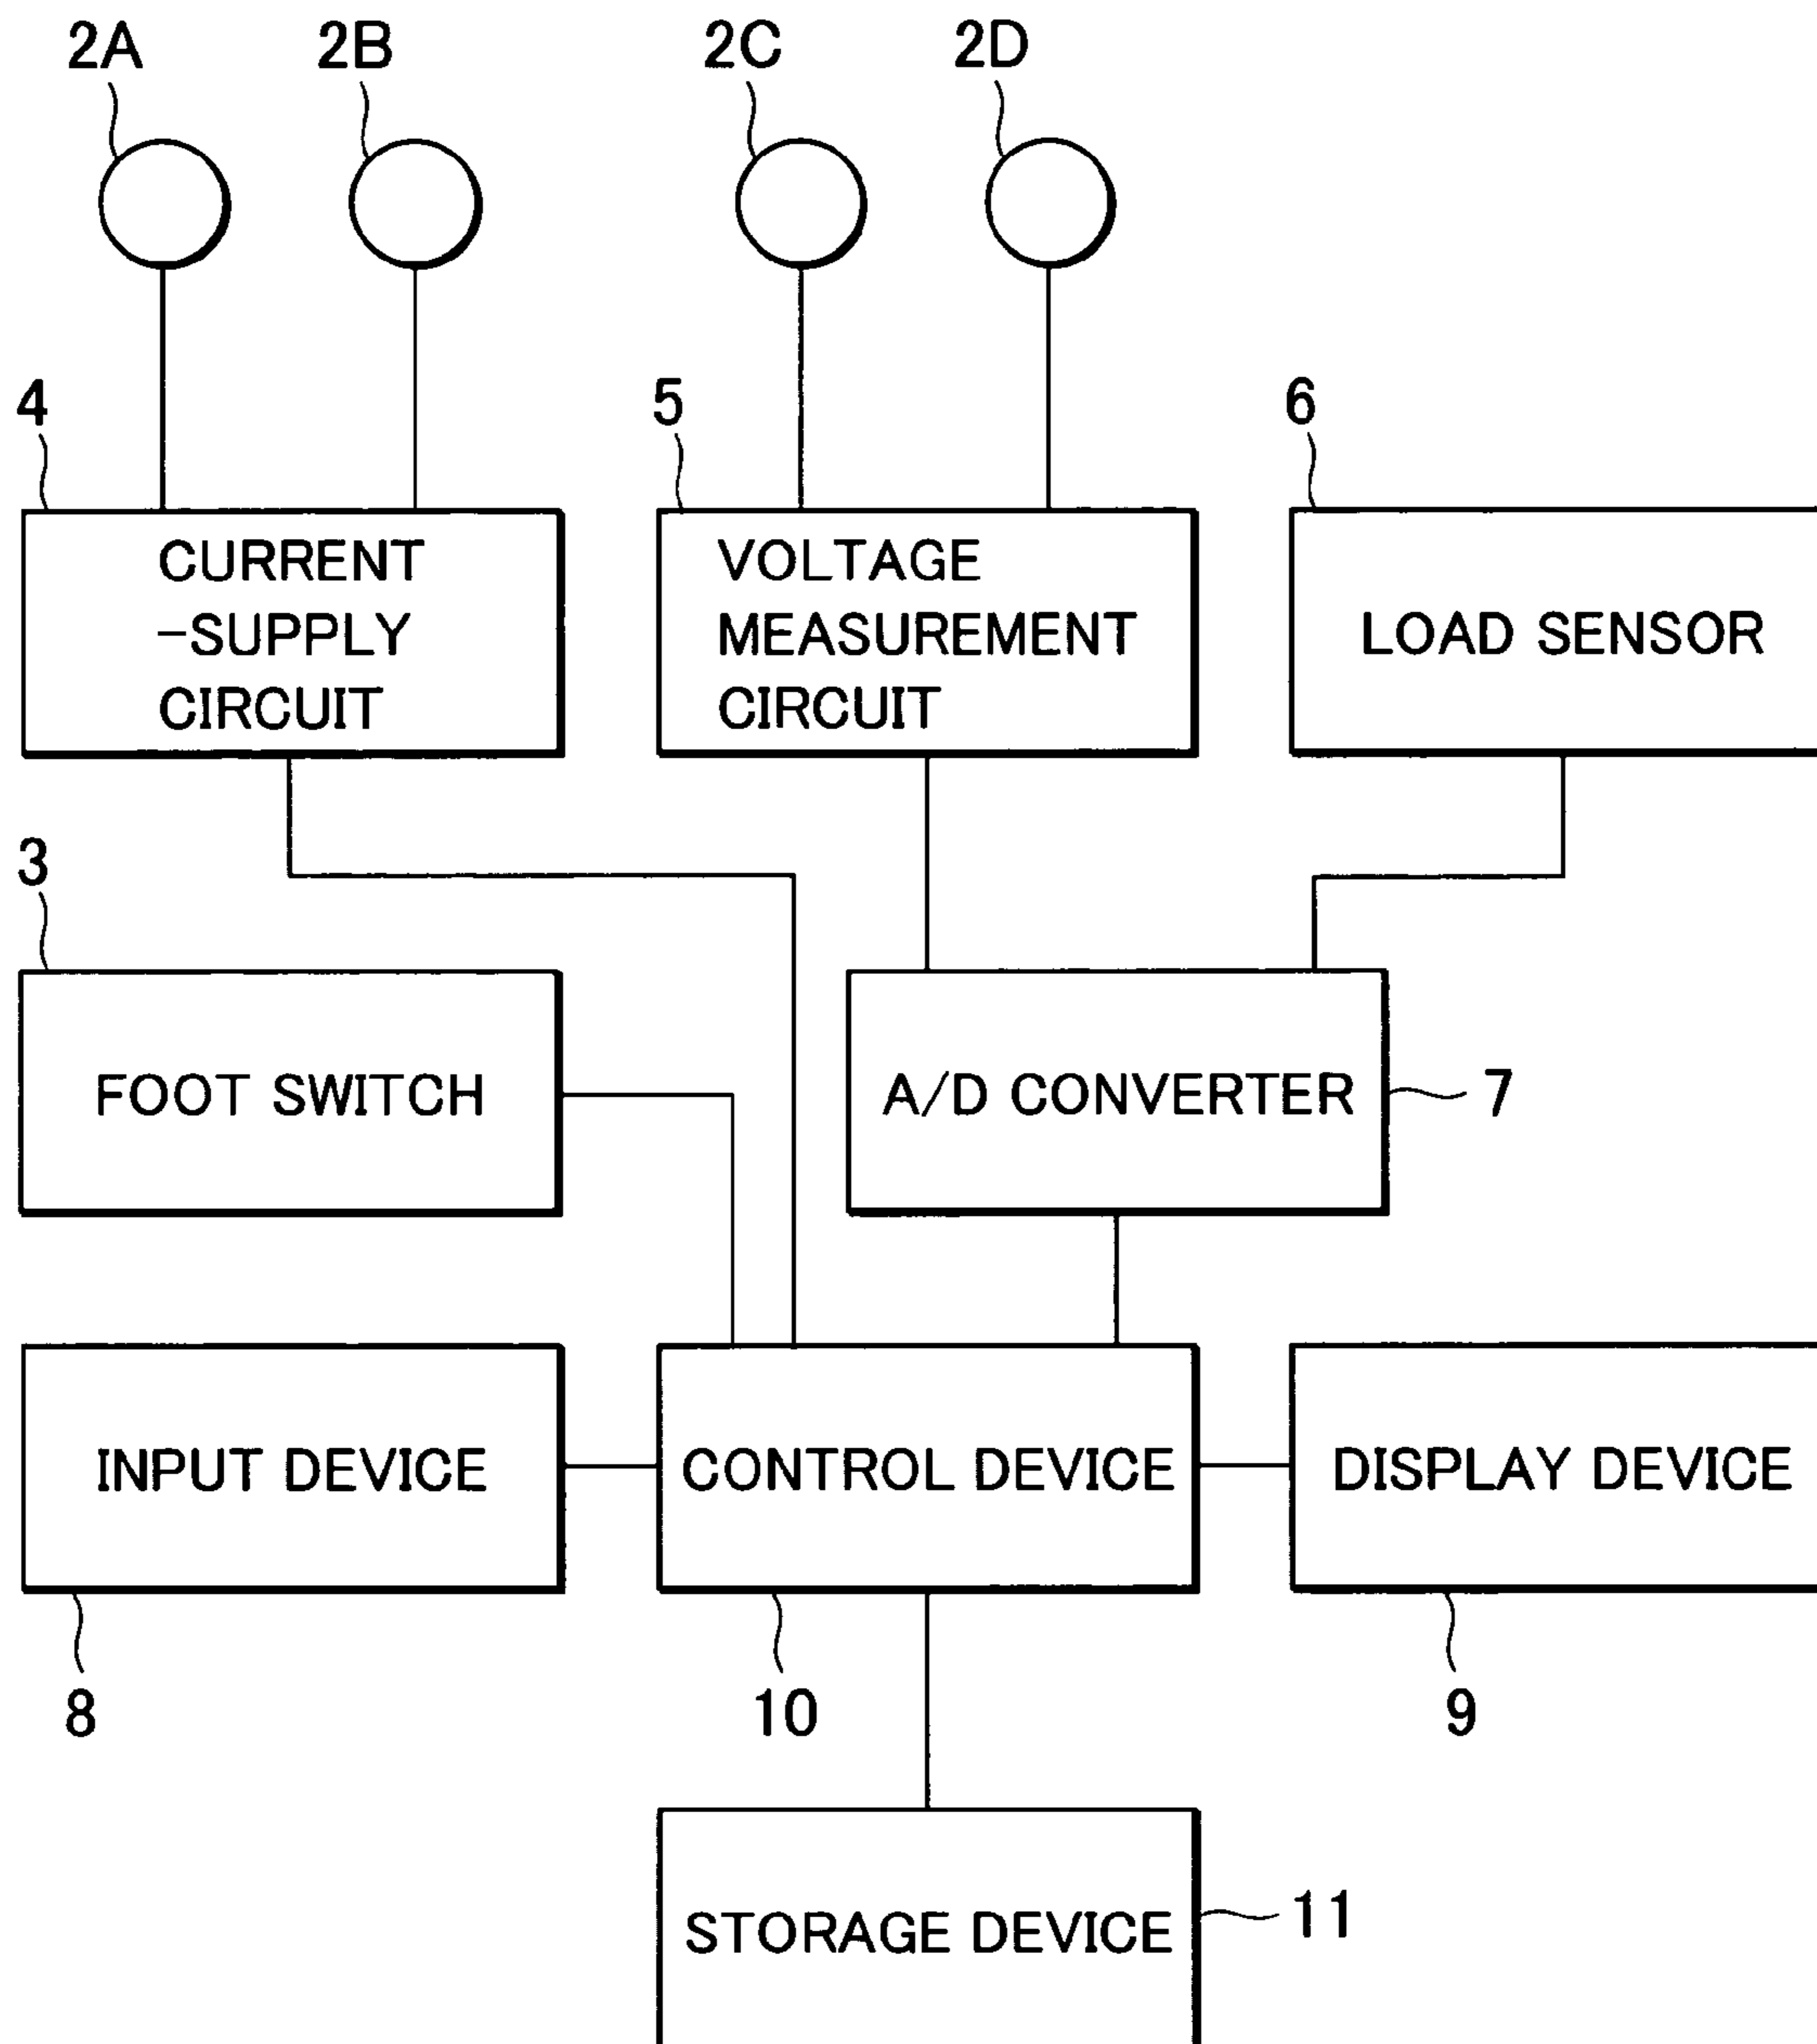 2A 2B 2C 2D
4 5 6
CURRENT
-SUPPLY
CIRCUIT
VOLTAGE
MEASUREMENT
CIRCUIT
LOAD SENSOR
3
FOOT SWITCH
A/D CONVERTER
7
INPUT DEVICE
CONTROL DEVICE
DISPLAY DEVICE
8 10 9
STORAGE DEVICE
11